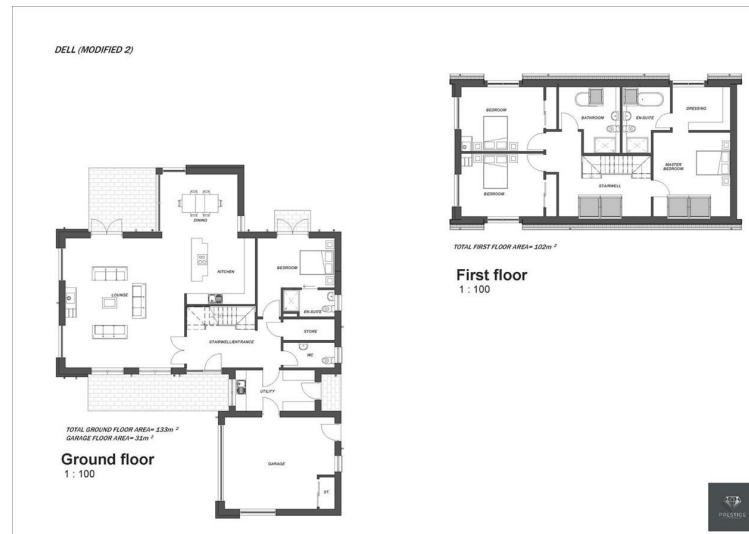 DELL (MODIFIED 2)
DINING
KITCHEN
LOUNGE
BEDROOM
EN-SUITE
STORE
STAIRWELL/ENTRANCE
WC
UTILITY
TOTAL GROUND FLOOR AREA= 133m ²
GARAGE FLOOR AREA= 31m ²
Ground floor
1 : 100
GARAGE
ST.
BEDROOM
BATHROOM
EN-SUITE
DRESSING
MASTER
BEDROOM
STAIRWELL
BEDROOM
TOTAL FIRST FLOOR AREA= 102m ²
First floor
1 : 100
PRESTIGE